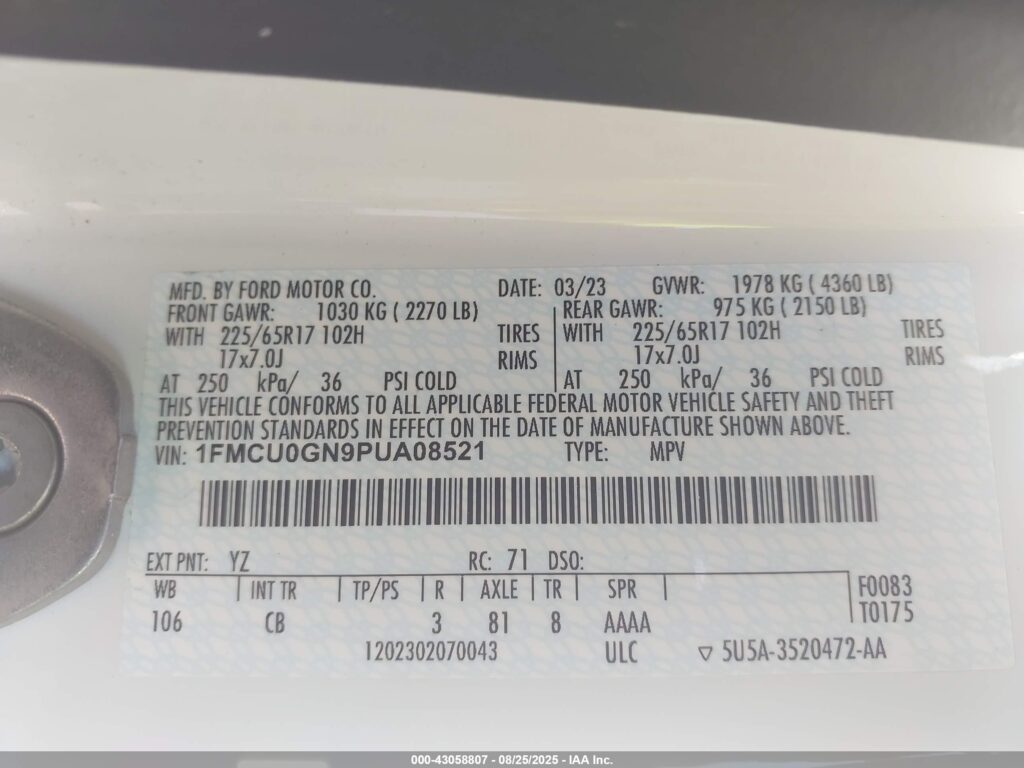 MFD. BY FORD MOTOR CO. DATE: 03/23 GVWR: 1978 KG ( 4360 LB)
FRONT GAWR: 1030 KG ( 2270 LB) REAR GAWR: 975 KG ( 2150 LB)
WITH 225/65R17 102H TIRES WITH 225/65R17 102H TIRES
17x7.0J RIMS 17x7.0J RIMS
AT 250 kPa/ 36 PSI COLD AT 250 kPa/ 36 PSI COLD
THIS VEHICLE CONFORMS TO ALL APPLICABLE FEDERAL MOTOR VEHICLE SAFETY AND THEFT
PREVENTION STANDARDS IN EFFECT ON THE DATE OF MANUFACTURE SHOWN ABOVE.
VIN: 1FMCU0GN9PUA08521 TYPE: MPV
EXT PNT: YZ RC: 71 DSO:
WB INT TR TP/PS R AXLE TR SPR F0083
106 CB 3 81 8 AAAA T0175
1202302070043 ULC ▽ 5U5A-3520472-AA
000-43058807 - 08/25/2025 - IAA Inc.